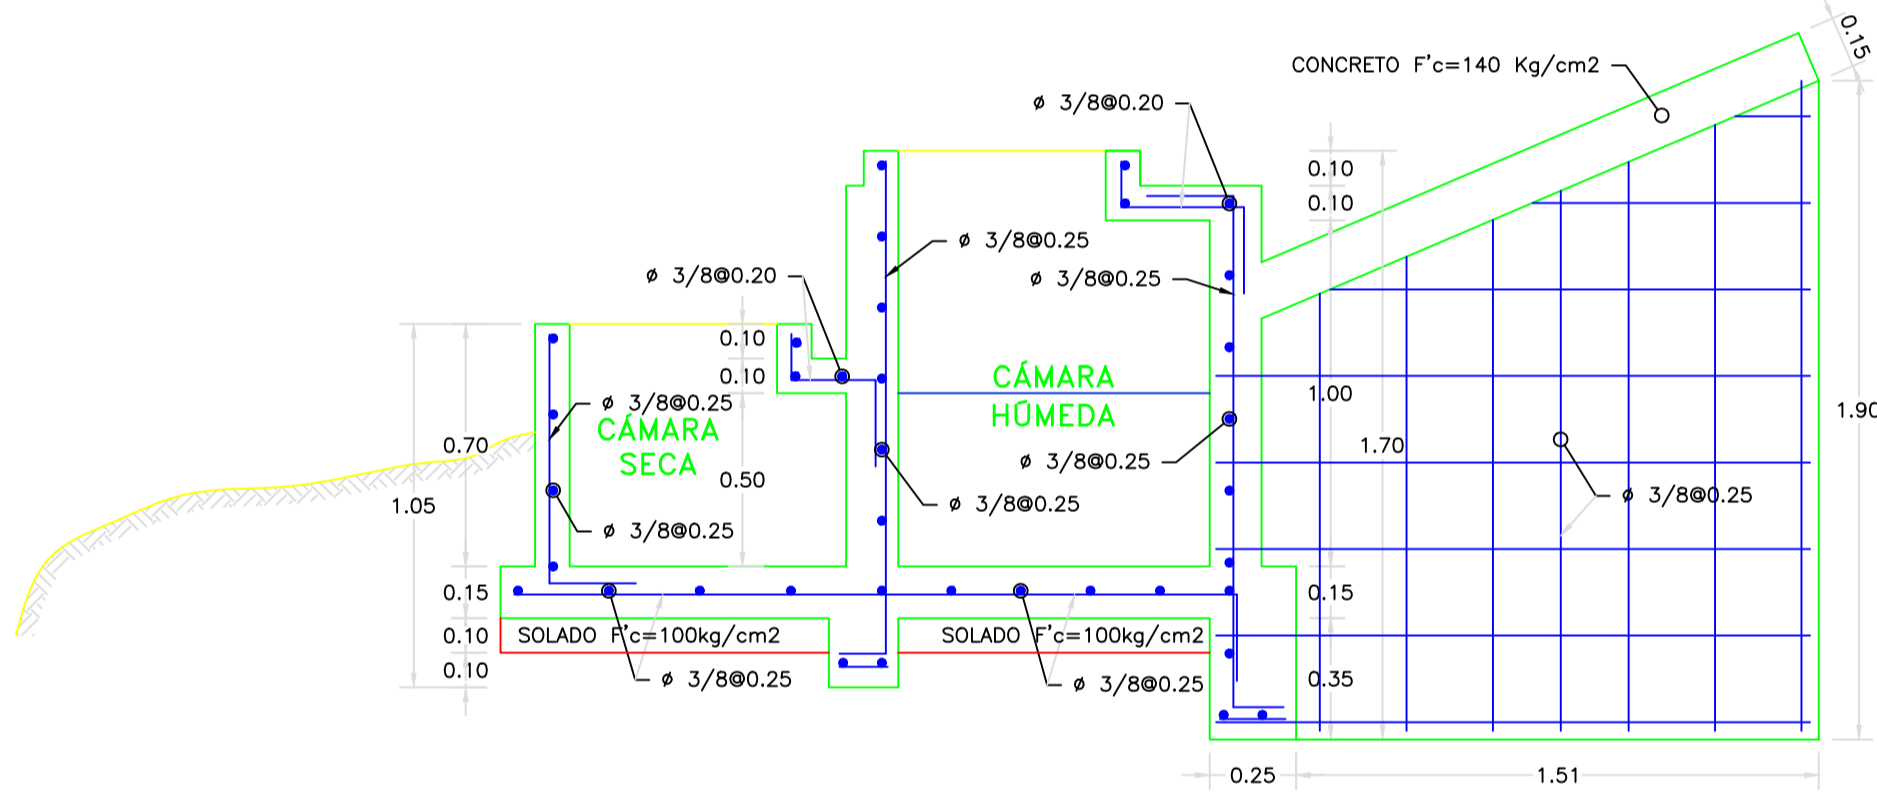 0.15
CONCRETO F'c=140 Kg/cm2
ø 3/8@0.20
0.10
0.10
ø 3/8@0.25
ø 3/8@0.20
ø 3/8@0.25
0.10
0.10
CÁMARA
HÚMEDA
1.00
1.90
ø 3/8@0.25
CÁMARA
SECA
0.70
1.70
ø 3/8@0.25
0.50
ø 3/8@0.25
ø 3/8@0.25
1.05
ø 3/8@0.25
0.15
0.15
0.10
SOLADO F'c=100kg/cm2
SOLADO F'c=100kg/cm2
0.10
ø 3/8@0.25
ø 3/8@0.25
0.35
0.25
1.51